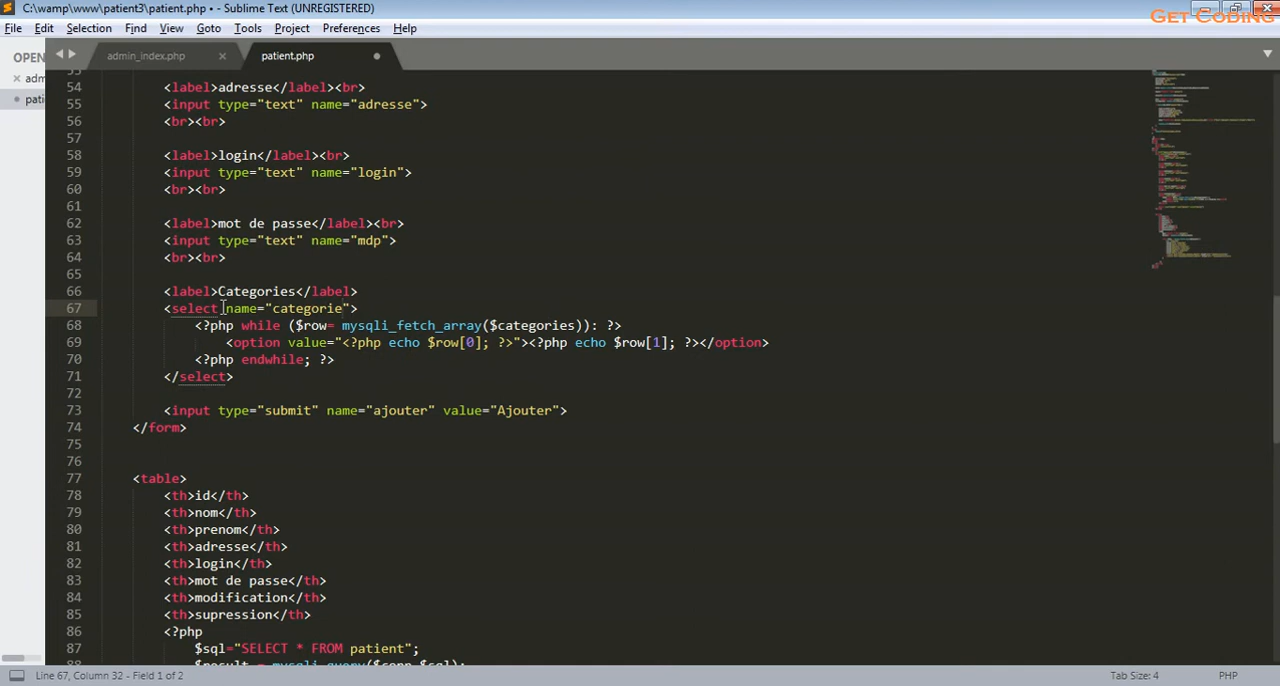 C:\wamp\www\patient3\patient.php • - Sublime Text (UNREGISTERED)
GET CODING
File Edit Selection Find View Goto Tools Project Preferences Help
OPEN admin_index.php × patient.php
× adm
pati
54 <label>adresse</label><br>
55 <input type="text" name="adresse">
56 <br><br>
57
58 <label>login</label><br>
59 <input type="text" name="login">
60 <br><br>
61
62 <label>mot de passe</label><br>
63 <input type="text" name="mdp">
64 <br><br>
65
66 <label>Categories</label>
67 <select name="categorie">
68 <?php while ($row= mysqli_fetch_array($categories)): ?>
69 <option value="<?php echo $row[0]; ?>"><?php echo $row[1]; ?></option>
70 <?php endwhile; ?>
71 </select>
72
73 <input type="submit" name="ajouter" value="Ajouter">
74 </form>
75
76
77 <table>
78 <th>id</th>
79 <th>nom</th>
80 <th>prenom</th>
81 <th>adresse</th>
82 <th>login</th>
83 <th>mot de passe</th>
84 <th>modification</th>
85 <th>supression</th>
86 <?php
87 $sql="SELECT * FROM patient";
88 $result = mysqli_query($conn,$sql);
Line 67, Column 32 - Field 1 of 2 Tab Size: 4 PHP